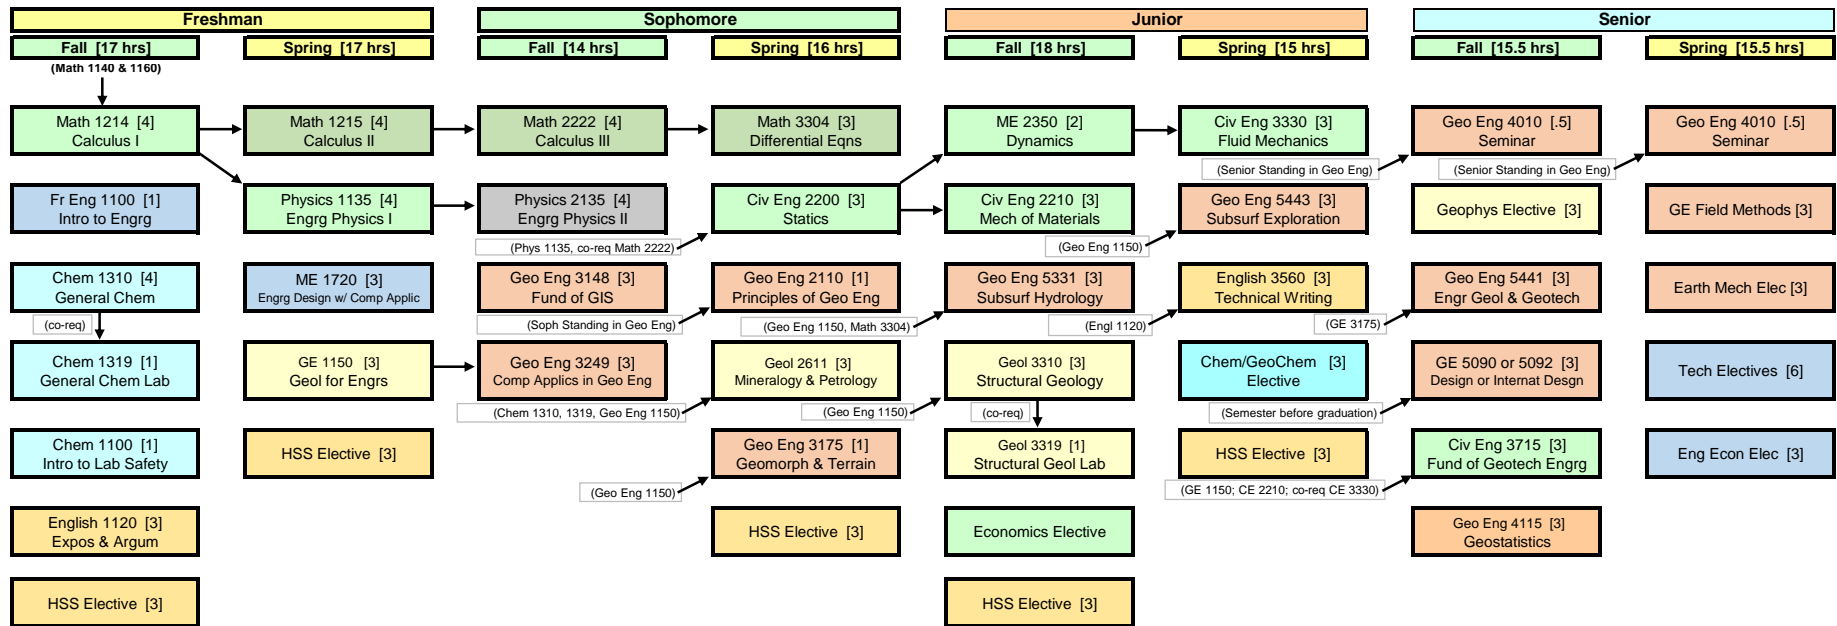 Freshman
Sophomore
Junior
Senior
Fall [17 hrs]
Spring [17 hrs]
Fall [14 hrs]
Spring [16 hrs]
Fall [18 hrs]
Spring [15 hrs]
Fall [15.5 hrs]
Spring [15.5 hrs]
(Math 1140 & 1160)
Math 1214 [4]
Calculus I
Math 1215 [4]
Calculus II
Math 2222 [4]
Calculus III
Math 3304 [3]
Differential Eqns
ME 2350 [2]
Dynamics
Civ Eng 3330 [3]
Fluid Mechanics
Geo Eng 4010 [.5]
Seminar
Geo Eng 4010 [.5]
Seminar
(Senior Standing in Geo Eng)
(Senior Standing in Geo Eng)
Fr Eng 1100 [1]
Intro to Engrg
Physics 1135 [4]
Engrg Physics I
Physics 2135 [4]
Engrg Physics II
Civ Eng 2200 [3]
Statics
Civ Eng 2210 [3]
Mech of Materials
Geo Eng 5443 [3]
Subsurf Exploration
Geophys Elective [3]
GE Field Methods [3]
(Phys 1135, co-req Math 2222)
(Geo Eng 1150)
Chem 1310 [4]
General Chem
ME 1720 [3]
Engrg Design w/ Comp Applic
Geo Eng 3148 [3]
Fund of GIS
Geo Eng 2110 [1]
Principles of Geo Eng
Geo Eng 5331 [3]
Subsurf Hydrology
English 3560 [3]
Technical Writing
Geo Eng 5441 [3]
Engr Geol & Geotech
Earth Mech Elec [3]
(co-req)
(Soph Standing in Geo Eng)
(Geo Eng 1150, Math 3304)
(Engl 1120)
(GE 3175)
Chem 1319 [1]
General Chem Lab
GE 1150 [3]
Geol for Engrs
Geo Eng 3249 [3]
Comp Applics in Geo Eng
Geol 2611 [3]
Mineralogy & Petrology
Geol 3310 [3]
Structural Geology
Chem/GeoChem [3]
Elective
GE 5090 or 5092 [3]
Design or Internat Desgn
Tech Electives [6]
(Chem 1310, 1319, Geo Eng 1150)
(Geo Eng 1150)
(co-req)
(Semester before graduation)
Chem 1100 [1]
Intro to Lab Safety
HSS Elective [3]
Geo Eng 3175 [1]
Geomorph & Terrain
Geol 3319 [1]
Structural Geol Lab
HSS Elective [3]
Civ Eng 3715 [3]
Fund of Geotech Engrg
Eng Econ Elec [3]
(Geo Eng 1150)
(GE 1150; CE 2210; co-req CE 3330)
English 1120 [3]
Expos & Argum
HSS Elective [3]
Economics Elective
Geo Eng 4115 [3]
Geostatistics
HSS Elective [3]
HSS Elective [3]